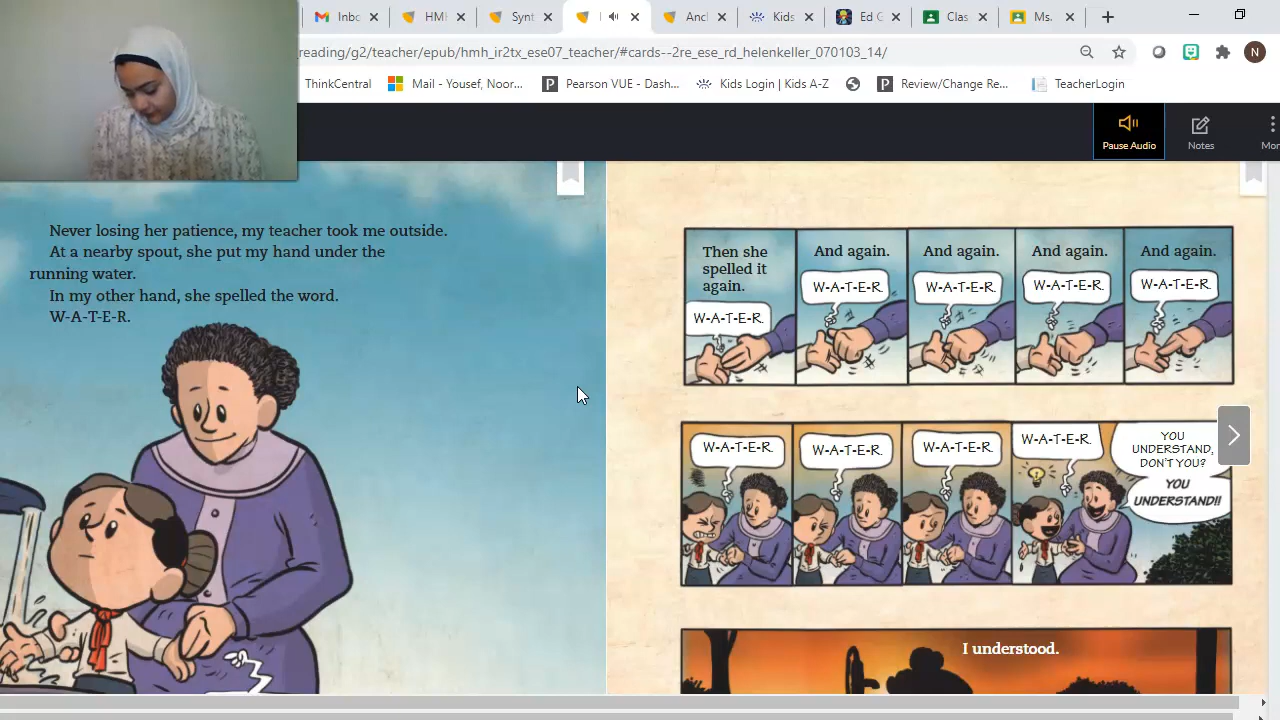 Inbc
HMH
Synt
Ancl
Kids
Ed G
Clas
Ms.
reading/g2/teacher/epub/hmh_ir2tx_ese07_teacher/#cards--2re_ese_rd_helenkeller_070103_14/
N
ThinkCentral
Mail - Yousef, Noor...
Pearson VUE - Dash...
Kids Login | Kids A-Z
Review/Change Re...
TeacherLogin
Pause Audio
Notes
Mor
Never losing her patience, my teacher took me outside.
At a nearby spout, she put my hand under the
running water.
In my other hand, she spelled the word.
W-A-T-E-R.
Then she
spelled it
again.
W-A-T-E-R.
And again.
W-A-T-E-R.
And again.
W-A-T-E-R.
And again.
W-A-T-E-R.
And again.
W-A-T-E-R.
W-A-T-E-R.
W-A-T-E-R.
W-A-T-E-R.
W-A-T-E-R.
YOU
UNDERSTAND,
DON'T YOU?
YOU
UNDERSTAND!!
I understood.